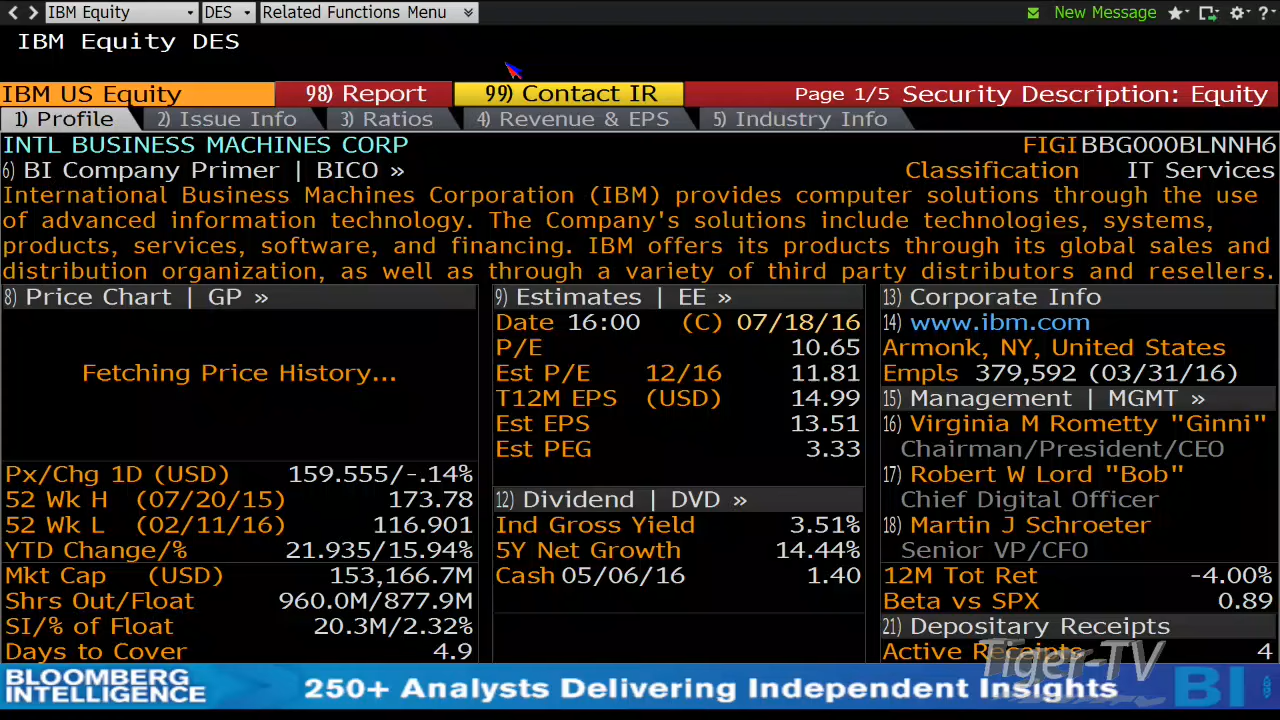 IBM Equity DES Related Functions Menu New Message
IBM Equity DES
IBM US Equity 98) Report 99) Contact IR Page 1/5 Security Description: Equity
1) Profile 2) Issue Info 3) Ratios 4) Revenue & EPS 5) Industry Info
INTL BUSINESS MACHINES CORP FIGI BBG000BLNNH6
6) BI Company Primer | BICO » Classification IT Services
International Business Machines Corporation (IBM) provides computer solutions through the use
of advanced information technology. The Company's solutions include technologies, systems,
products, services, software, and financing. IBM offers its products through its global sales and
distribution organization, as well as through a variety of third party distributors and resellers.
8) Price Chart | GP »
Fetching Price History...
Px/Chg 1D (USD) 159.555/-.14%
52 Wk H (07/20/15) 173.78
52 Wk L (02/11/16) 116.901
YTD Change/% 21.935/15.94%
Mkt Cap (USD) 153,166.7M
Shrs Out/Float 960.0M/877.9M
SI/% of Float 20.3M/2.32%
Days to Cover 4.9
9) Estimates | EE »
Date 16:00 (C) 07/18/16
P/E 10.65
Est P/E 12/16 11.81
T12M EPS (USD) 14.99
Est EPS 13.51
Est PEG 3.33
12) Dividend | DVD »
Ind Gross Yield 3.51%
5Y Net Growth 14.44%
Cash 05/06/16 1.40
13) Corporate Info
14) www.ibm.com
Armonk, NY, United States
Empls 379,592 (03/31/16)
15) Management | MGMT »
16) Virginia M Rometty "Ginni"
Chairman/President/CEO
17) Robert W Lord "Bob"
Chief Digital Officer
18) Martin J Schroeter
Senior VP/CFO
12M Tot Ret -4.00%
Beta vs SPX 0.89
21) Depositary Receipts
Active Receipts 4
Tiger-TV
BLOOMBERG
INTELLIGENCE
250+ Analysts Delivering Independent Insights
BI